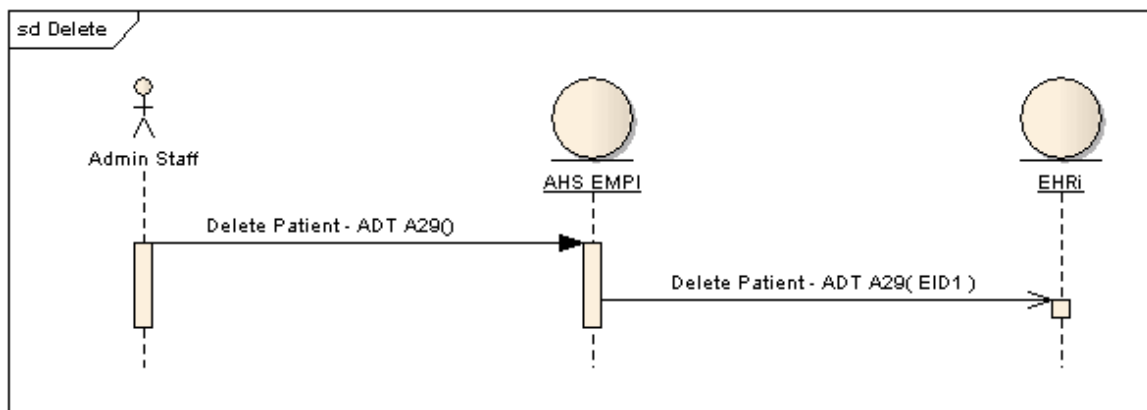 sd Delete
Admin Staff
AHS EMPI
EHRi
Delete Patient - ADT A29()
Delete Patient - ADT A29( EID1 )